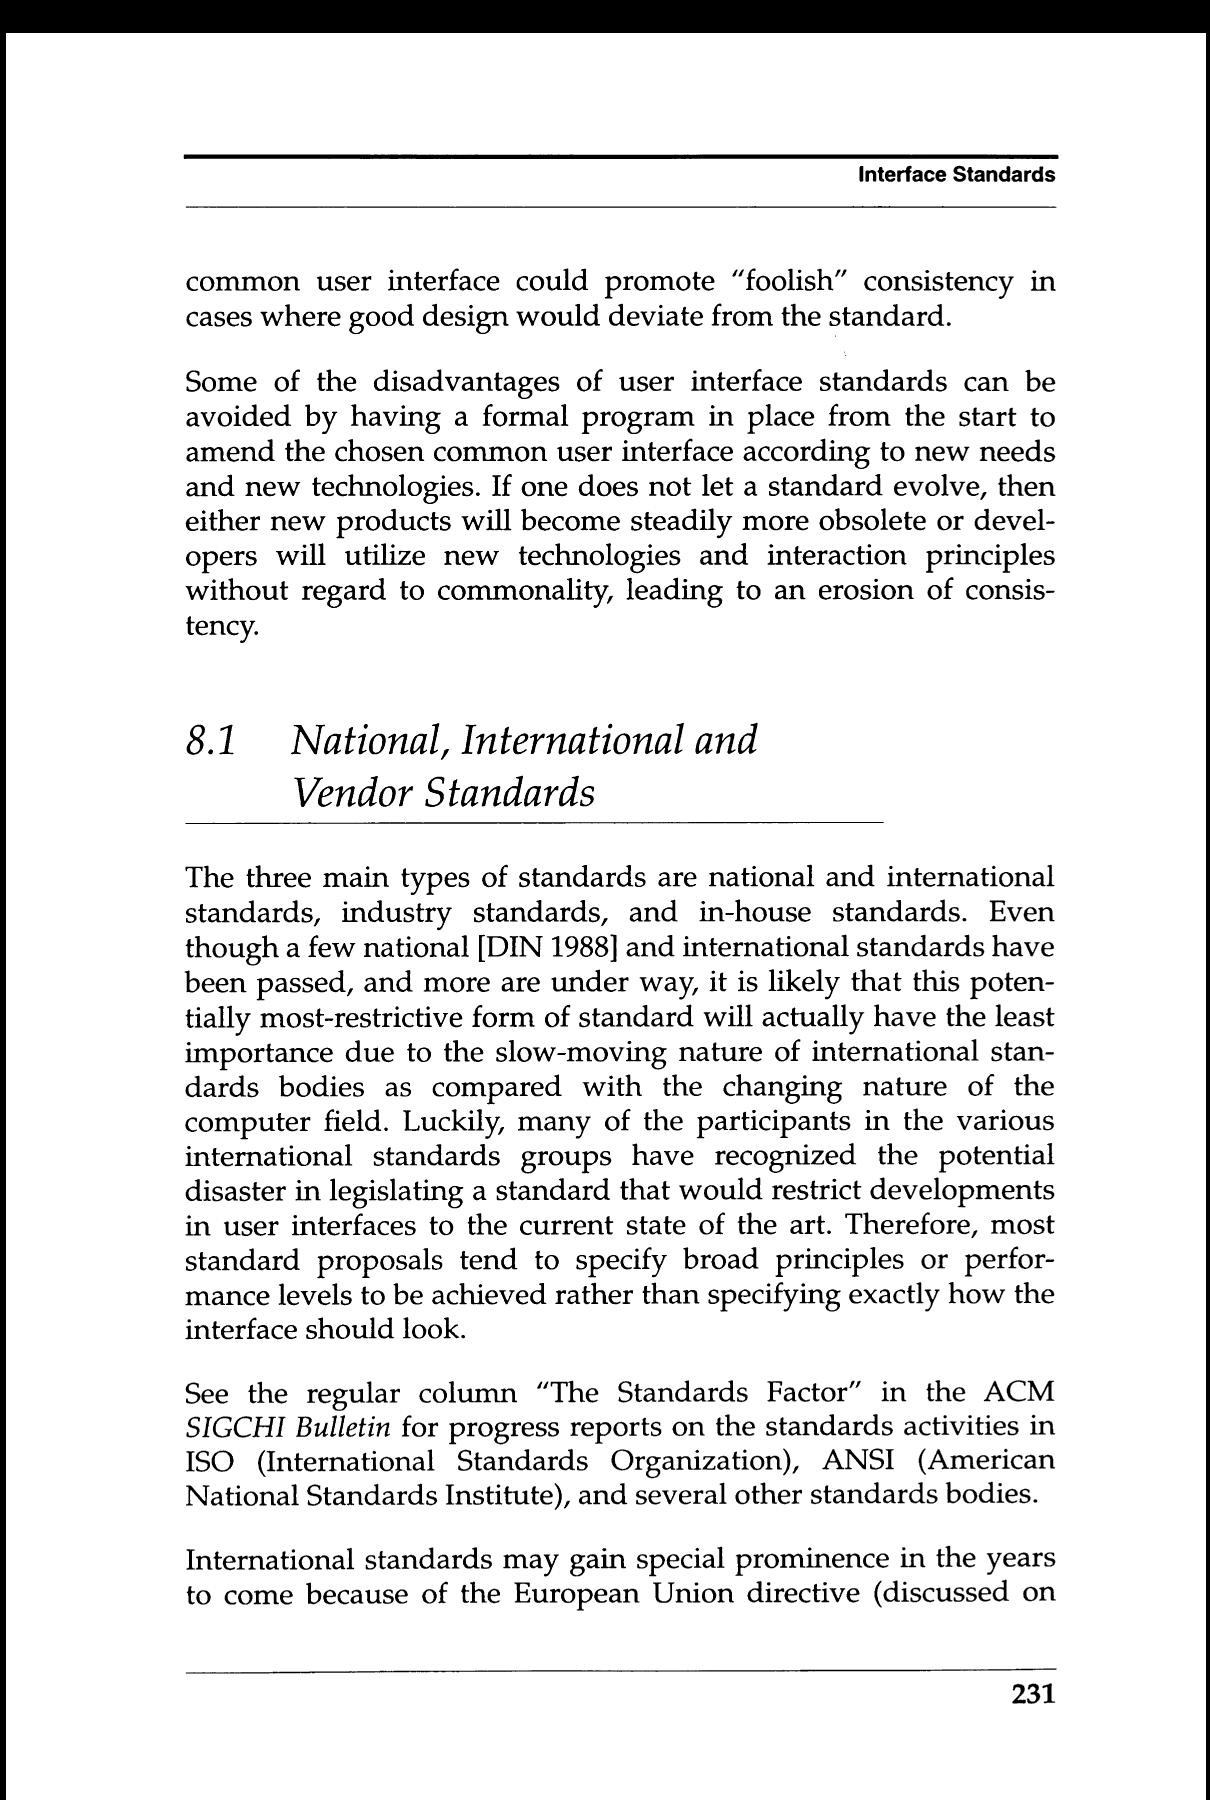 Interface Standards
common user interface could promote "foolish" consistency in
cases where good design would deviate from the standard.
Some of the disadvantages of user interface standards can be
avoided by having a formal program in place from the start to
amend the chosen common user interface according to new needs
and new technologies. If one does not let a standard evolve, then
either new products will become steadily more obsolete or devel-
opers will utilize new technologies and interaction principles
without regard to commonality, leading to an erosion of consis-
tency.
8.1 National, International and
Vendor Standards
The three main types of standards are national and international
standards, industry standards, and in-house standards. Even
though a few national [DIN 1988] and international standards have
been passed, and more are under way, it is likely that this poten-
tially most-restrictive form of standard will actually have the least
importance due to the slow-moving nature of international stan-
dards bodies as compared with the changing nature of the
computer field. Luckily, many of the participants in the various
international standards groups have recognized the potential
disaster in legislating a standard that would restrict developments
in user interfaces to the current state of the art. Therefore, most
standard proposals tend to specify broad principles or perfor-
mance levels to be achieved rather than specifying exactly how the
interface should look.
See the regular column "The Standards Factor" in the ACM
SIGCHI Bulletin for progress reports on the standards activities in
ISO (International Standards Organization), ANSI (American
National Standards Institute), and several other standards bodies.
International standards may gain special prominence in the years
to come because of the European Union directive (discussed on
231